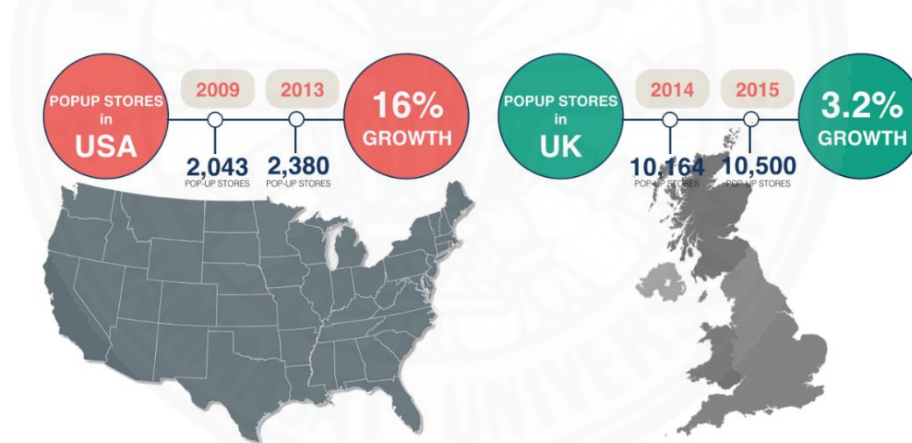 POPUP STORES
in
USA
2009
2013
2,043
POP-UP STORES
2,380
POP-UP STORES
16%
GROWTH
POPUP STORES
in
UK
2014
2015
10,164
POP-UP STORES
10,500
POP-UP STORES
3.2%
GROWTH